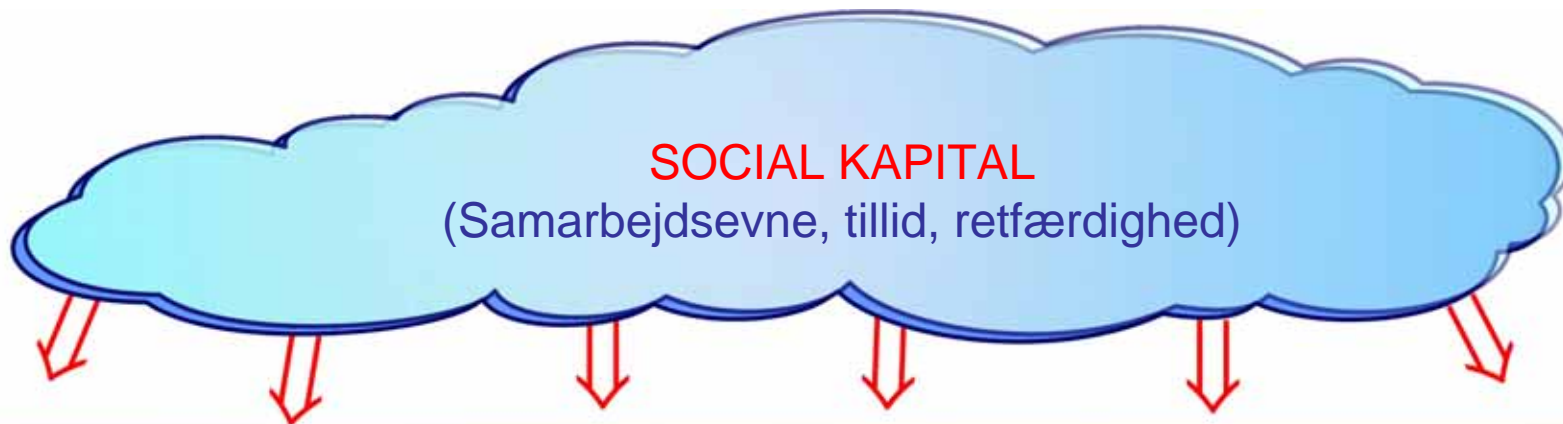 SOCIAL KAPITAL
(Samarbejdsevne, tillid, retfærdighed)